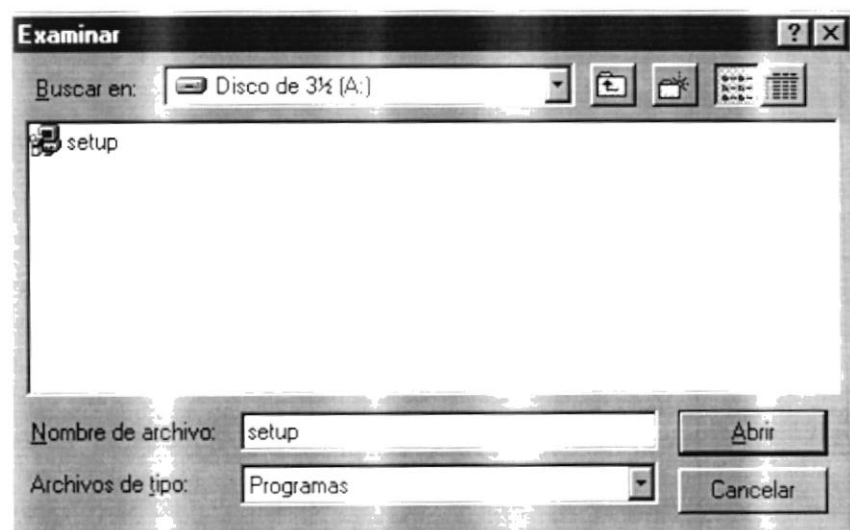 Examinar
Buscar en: Disco de 3½ (A:)
setup
Nombre de archivo: setup Abrir
Archivos de tipo: Programas Cancelar